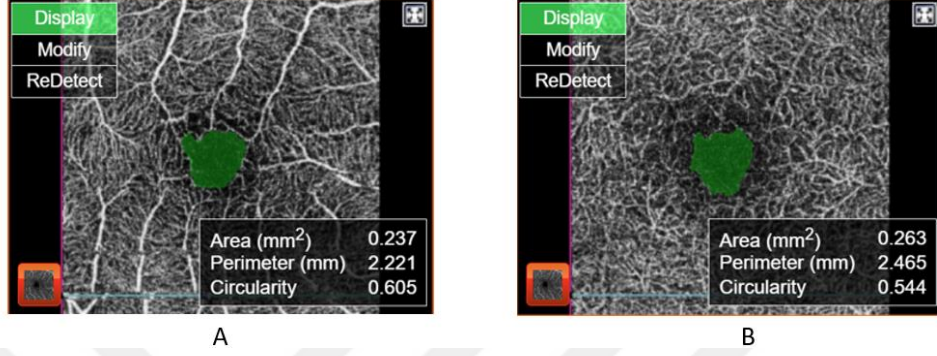 Display
Modify
ReDetect
Area (mm²) 0.237
Perimeter (mm) 2.221
Circularity 0.605
A
Display
Modify
ReDetect
Area (mm²) 0.263
Perimeter (mm) 2.465
Circularity 0.544
B